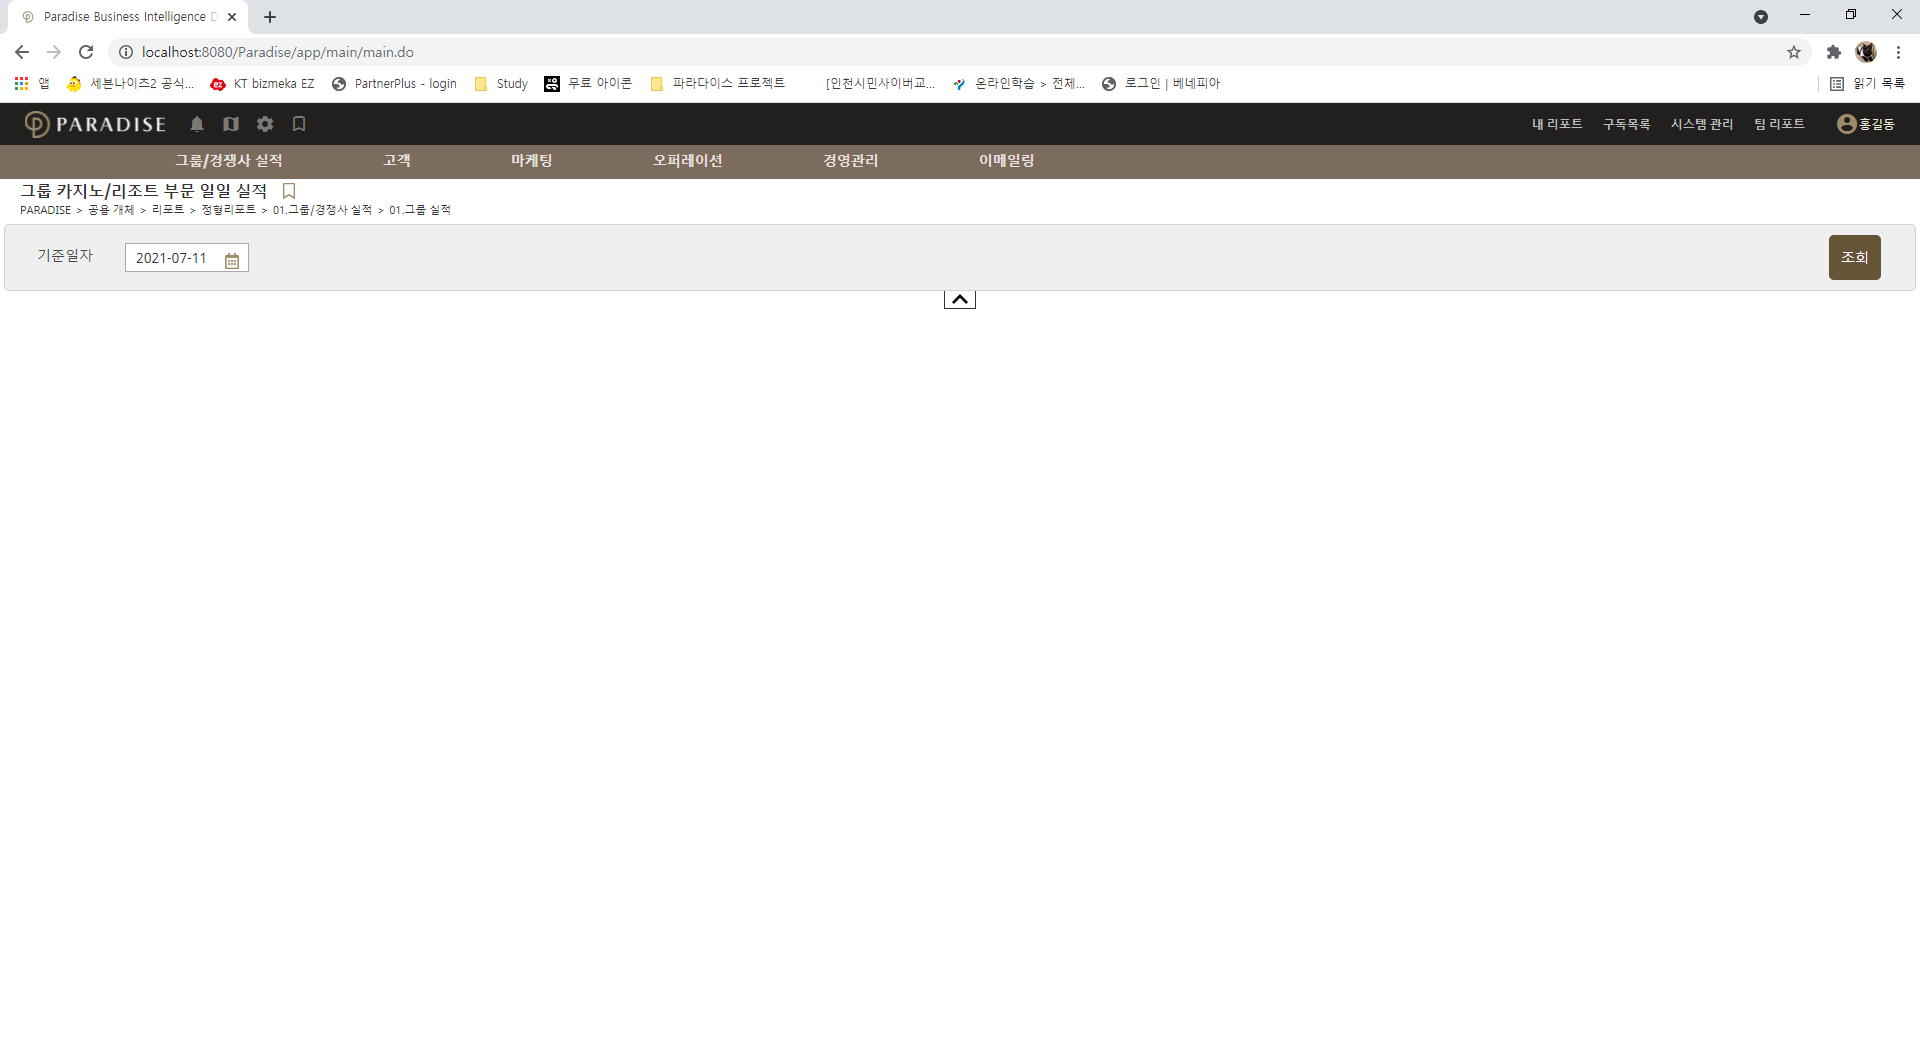 Paradise Business Intelligence D
localhost:8080/Paradise/app/main/main.do
앱 세븐나이츠2 공식... KT bizmeka EZ PartnerPlus - login Study 무료 아이콘 파라다이스 프로젝트 [인천시민사이버교... 온라인학습 > 전체... 로그인 | 베네피아 읽기 목록
PARADISE 내 리포트 구독목록 시스템 관리 팀 리포트 홍길동
그룹/경쟁사 실적 고객 마케팅 오퍼레이션 경영관리 이메일링
그룹 카지노/리조트 부문 일일 실적
PARADISE > 공용 개체 > 리포트 > 정형리포트 > 01.그룹/경쟁사 실적 > 01.그룹 실적
기준일자 2021-07-11 조회